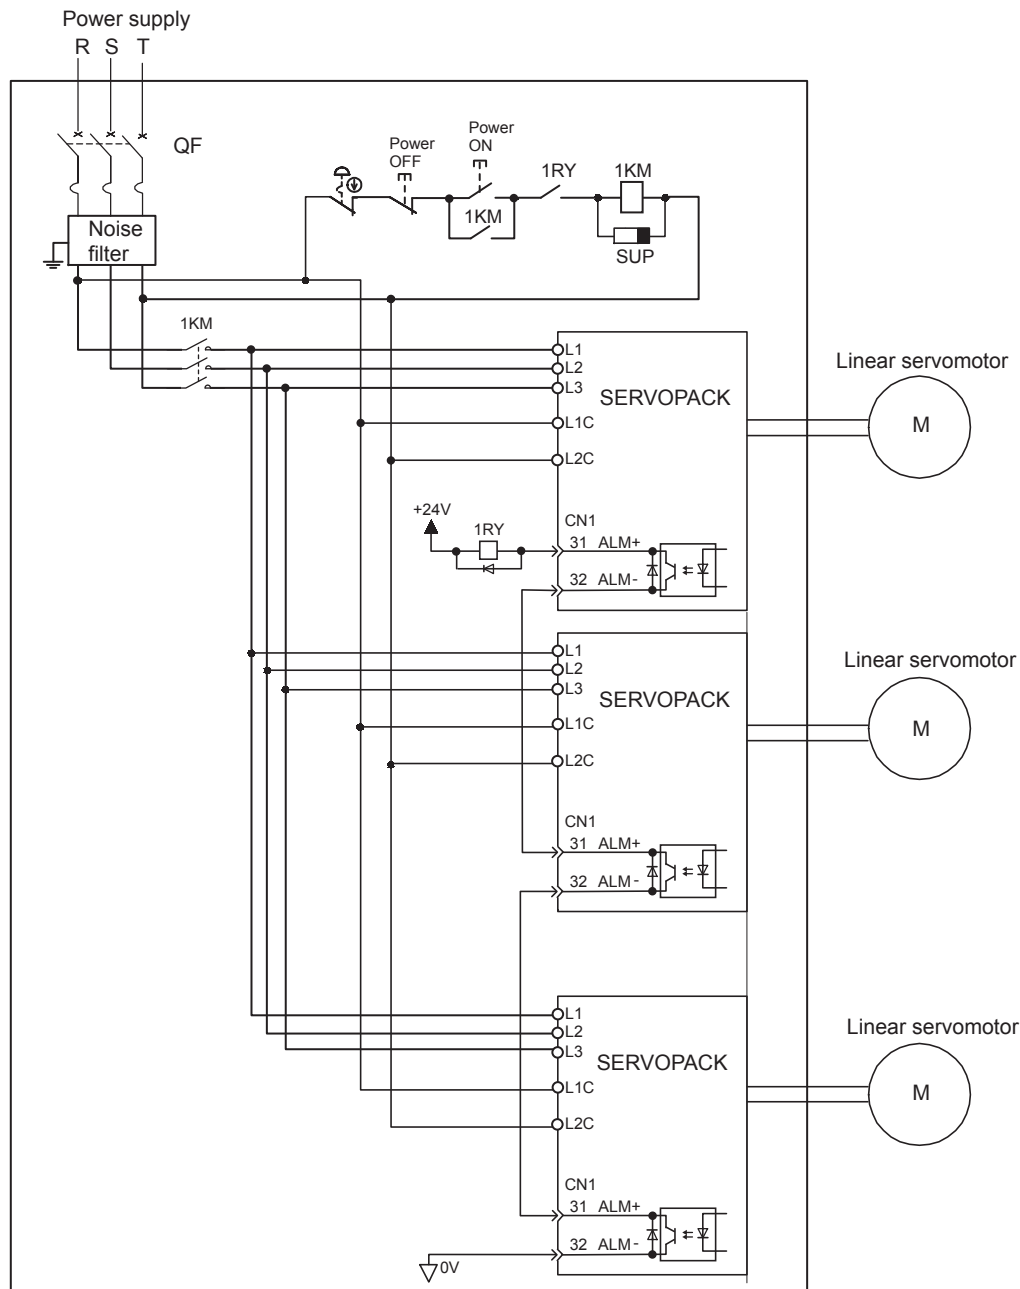 Power supply
R S T
QF
Power
OFF
Power
ON
1RY
1KM
1KM
SUP
Noise
filter
1KM
L1
L2
L3
L1C
L2C
SERVOPACK
Linear servomotor
M
+24V
1RY
CN1
31 ALM+
32 ALM-
L1
L2
L3
L1C
L2C
SERVOPACK
Linear servomotor
M
CN1
31 ALM+
32 ALM-
L1
L2
L3
L1C
L2C
SERVOPACK
Linear servomotor
M
CN1
31 ALM+
32 ALM-
0V